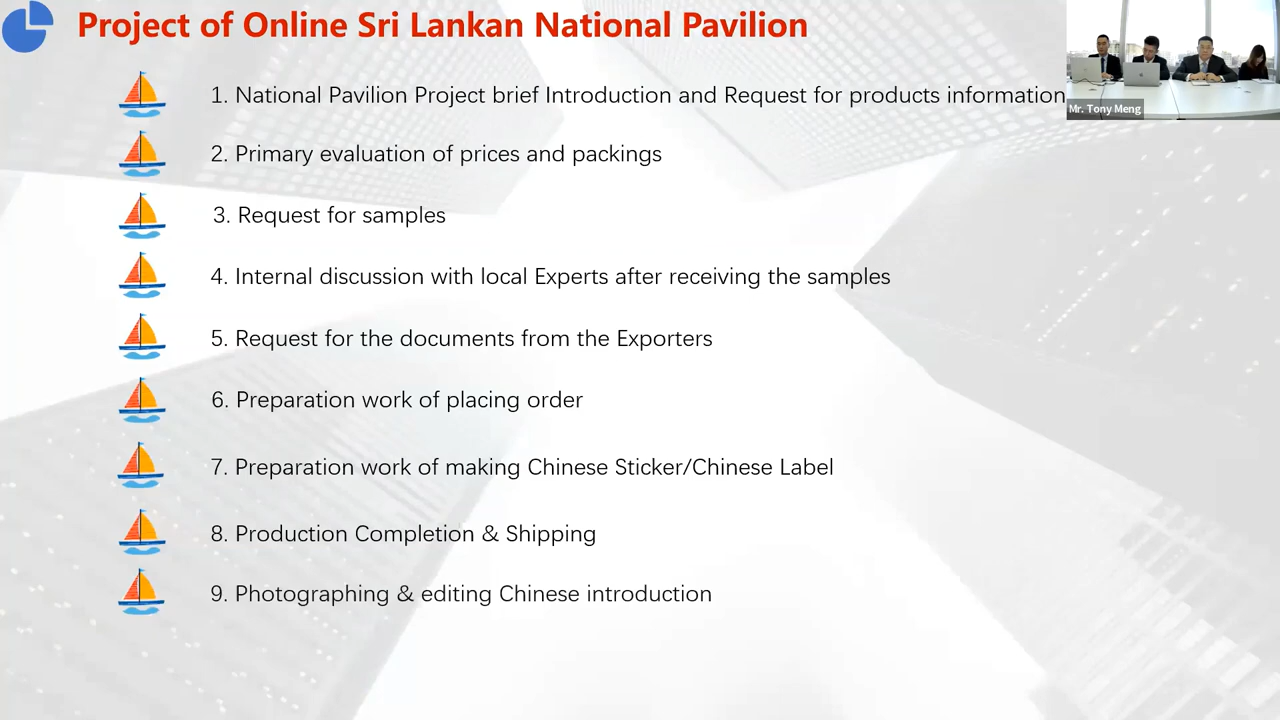 Project of Online Sri Lankan National Pavilion
1. National Pavilion Project brief Introduction and Request for products information
Mr. Tony Meng
2. Primary evaluation of prices and packings
3. Request for samples
4. Internal discussion with local Experts after receiving the samples
5. Request for the documents from the Exporters
6. Preparation work of placing order
7. Preparation work of making Chinese Sticker/Chinese Label
8. Production Completion & Shipping
9. Photographing & editing Chinese introduction